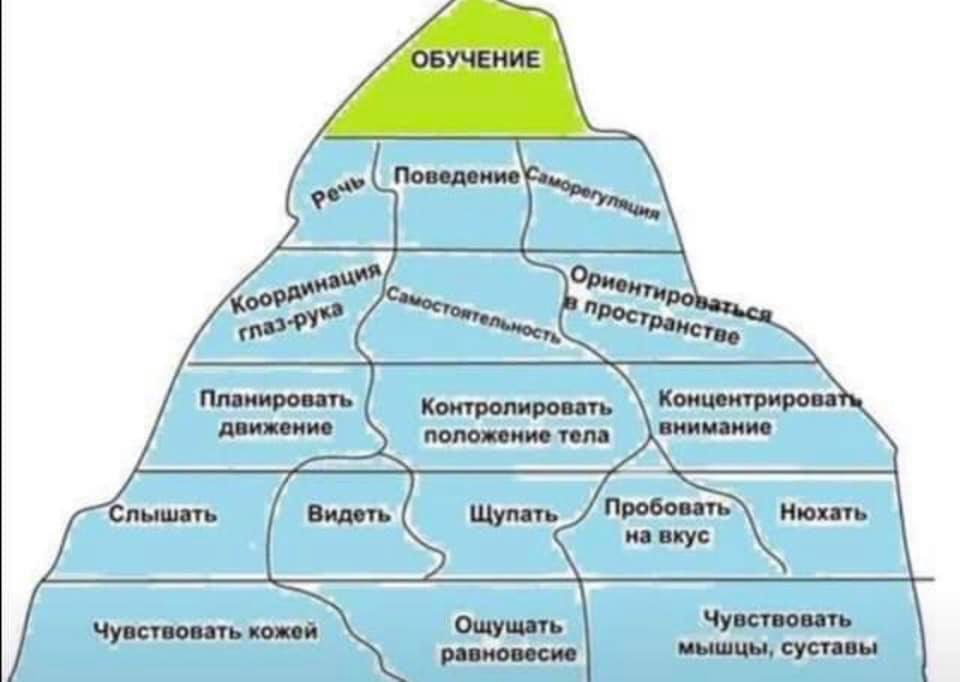 ОБУЧЕНИЕ
Речь
Поведение
Саморегуляция
Координация
глаз-рука
Самостоятельность
Ориентироваться
в пространстве
Планировать
движение
Контролировать
положение тела
Концентрировать
внимание
Слышать
Видеть
Щупать
Пробовать
на вкус
Нюхать
Чувствовать кожей
Ощущать
равновесие
Чувствовать
мышцы, суставы